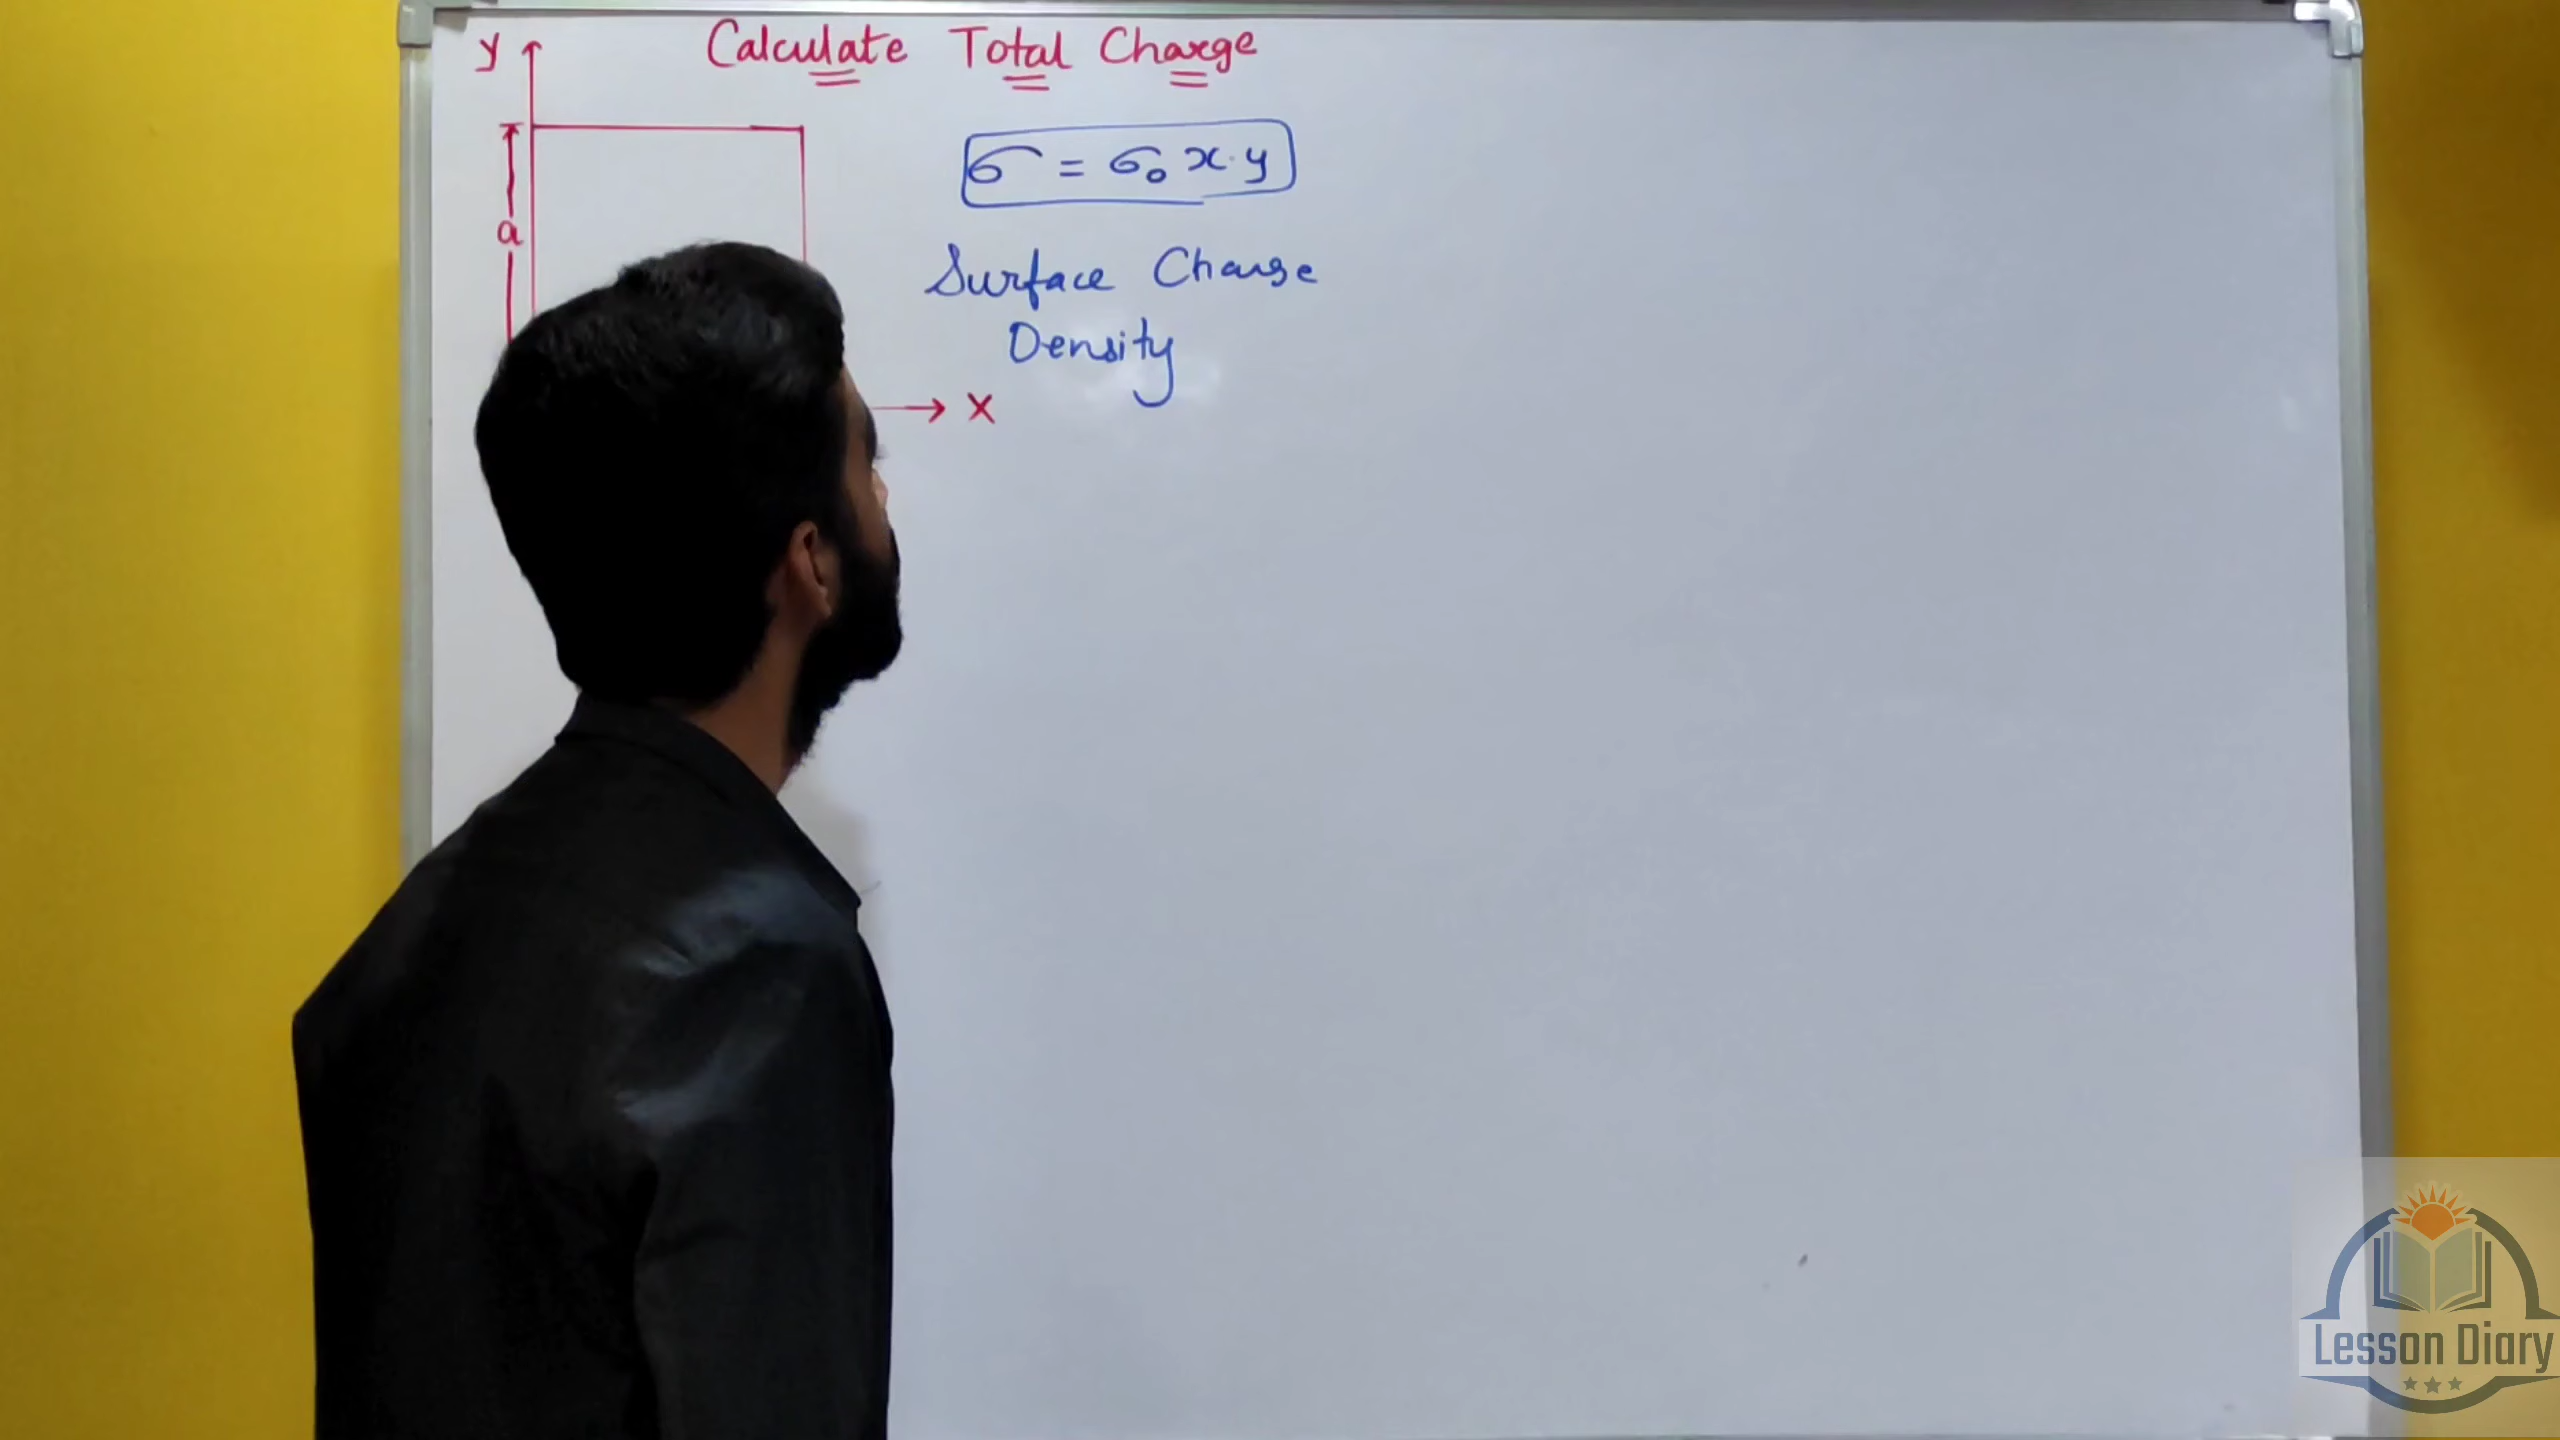 Calculate Total Charge
y
a
x
σ = σ₀ x·y
Surface Charge
Density
Lesson Diary